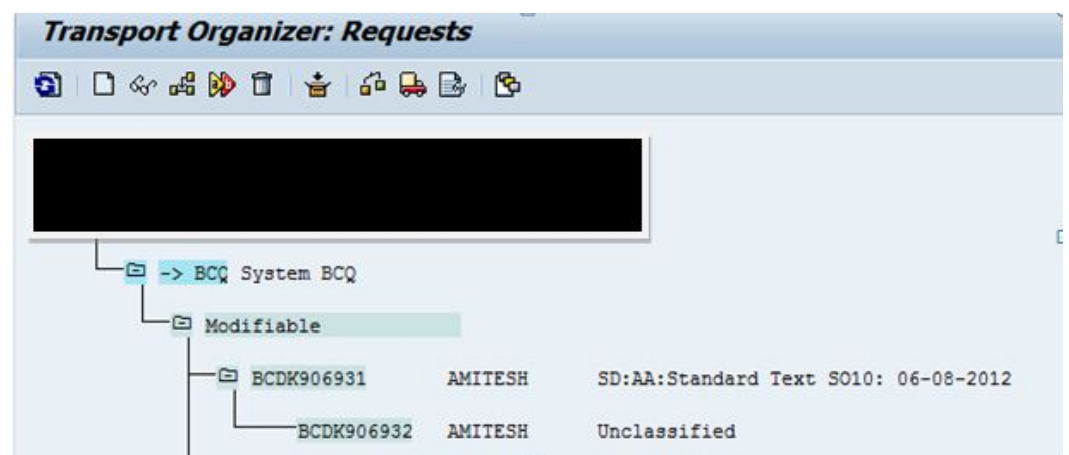 Transport Organizer: Requests
-> BCQ System BCQ
Modifiable
BCDK906931 AMITESH SD:AA:Standard Text SO10: 06-08-2012
BCDK906932 AMITESH Unclassified